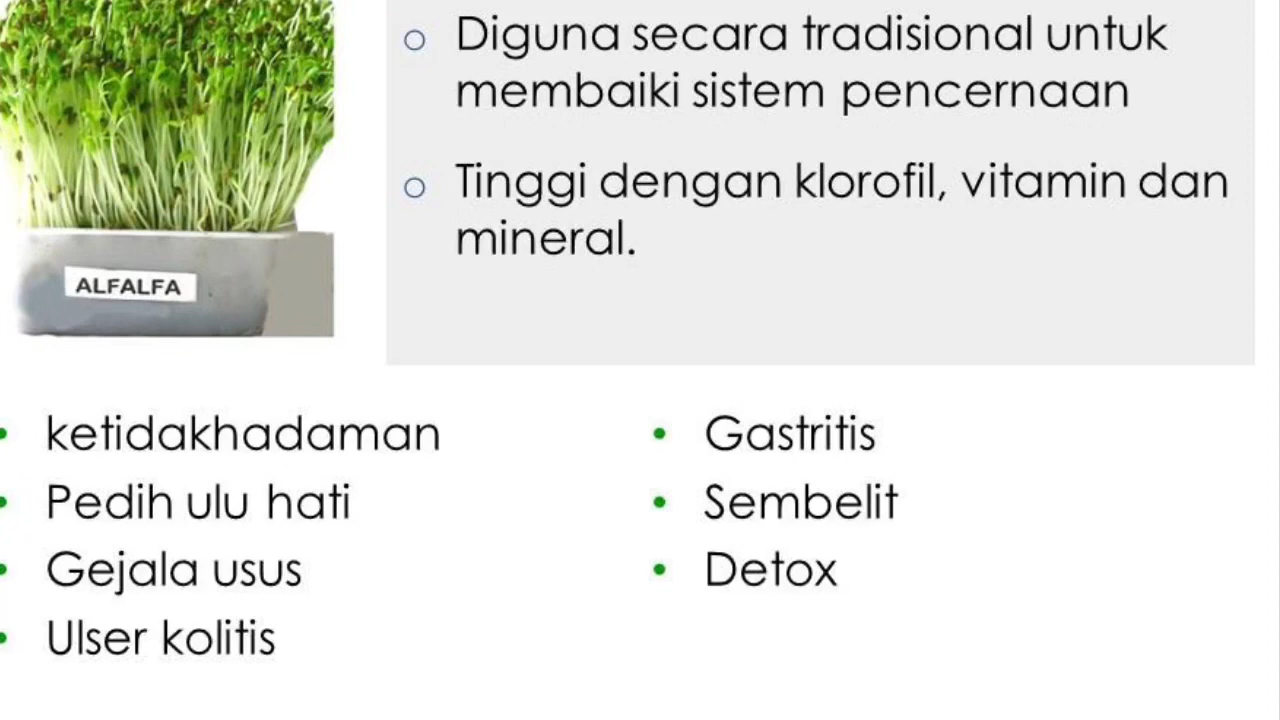 Diguna secara tradisional untuk
membaiki sistem pencernaan
Tinggi dengan klorofil, vitamin dan
mineral.
ALFALFA
ketidakhadaman
Pedih ulu hati
Gejala usus
Ulser kolitis
Gastritis
Sembelit
Detox